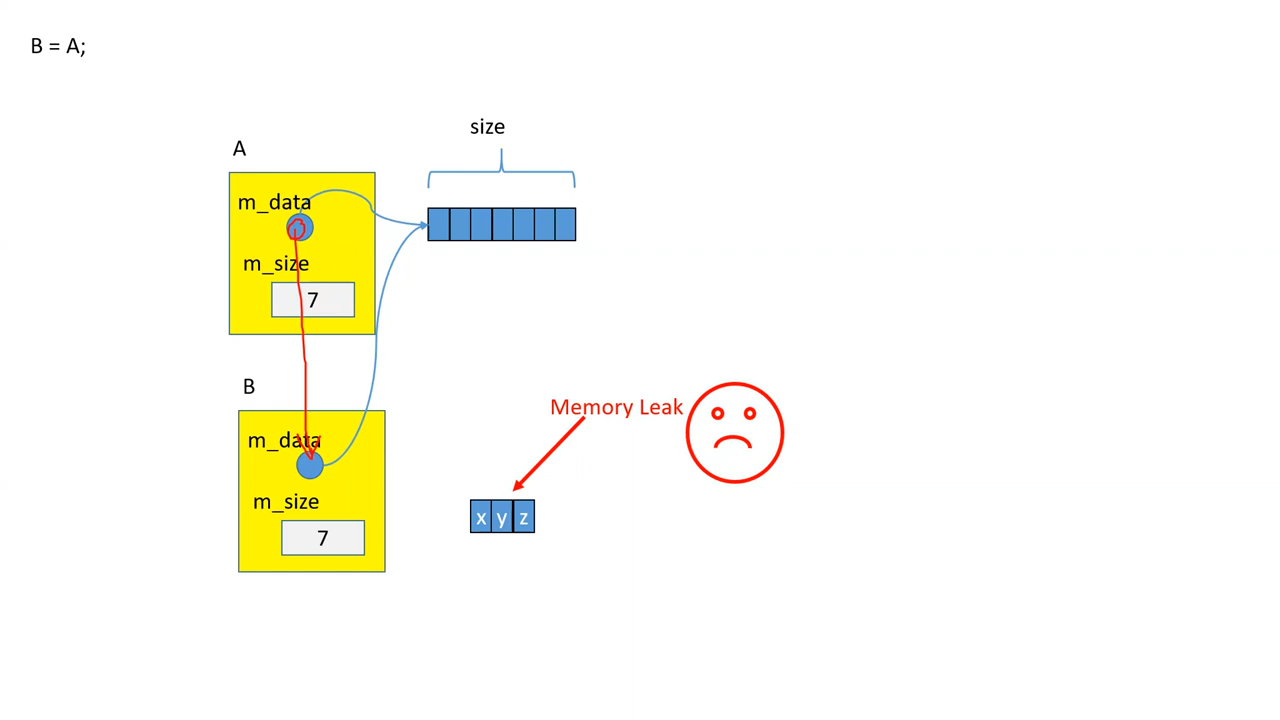 B = A;
size
A
m_data
m_size
7
B
Memory Leak
m_data
m_size
x y z
7